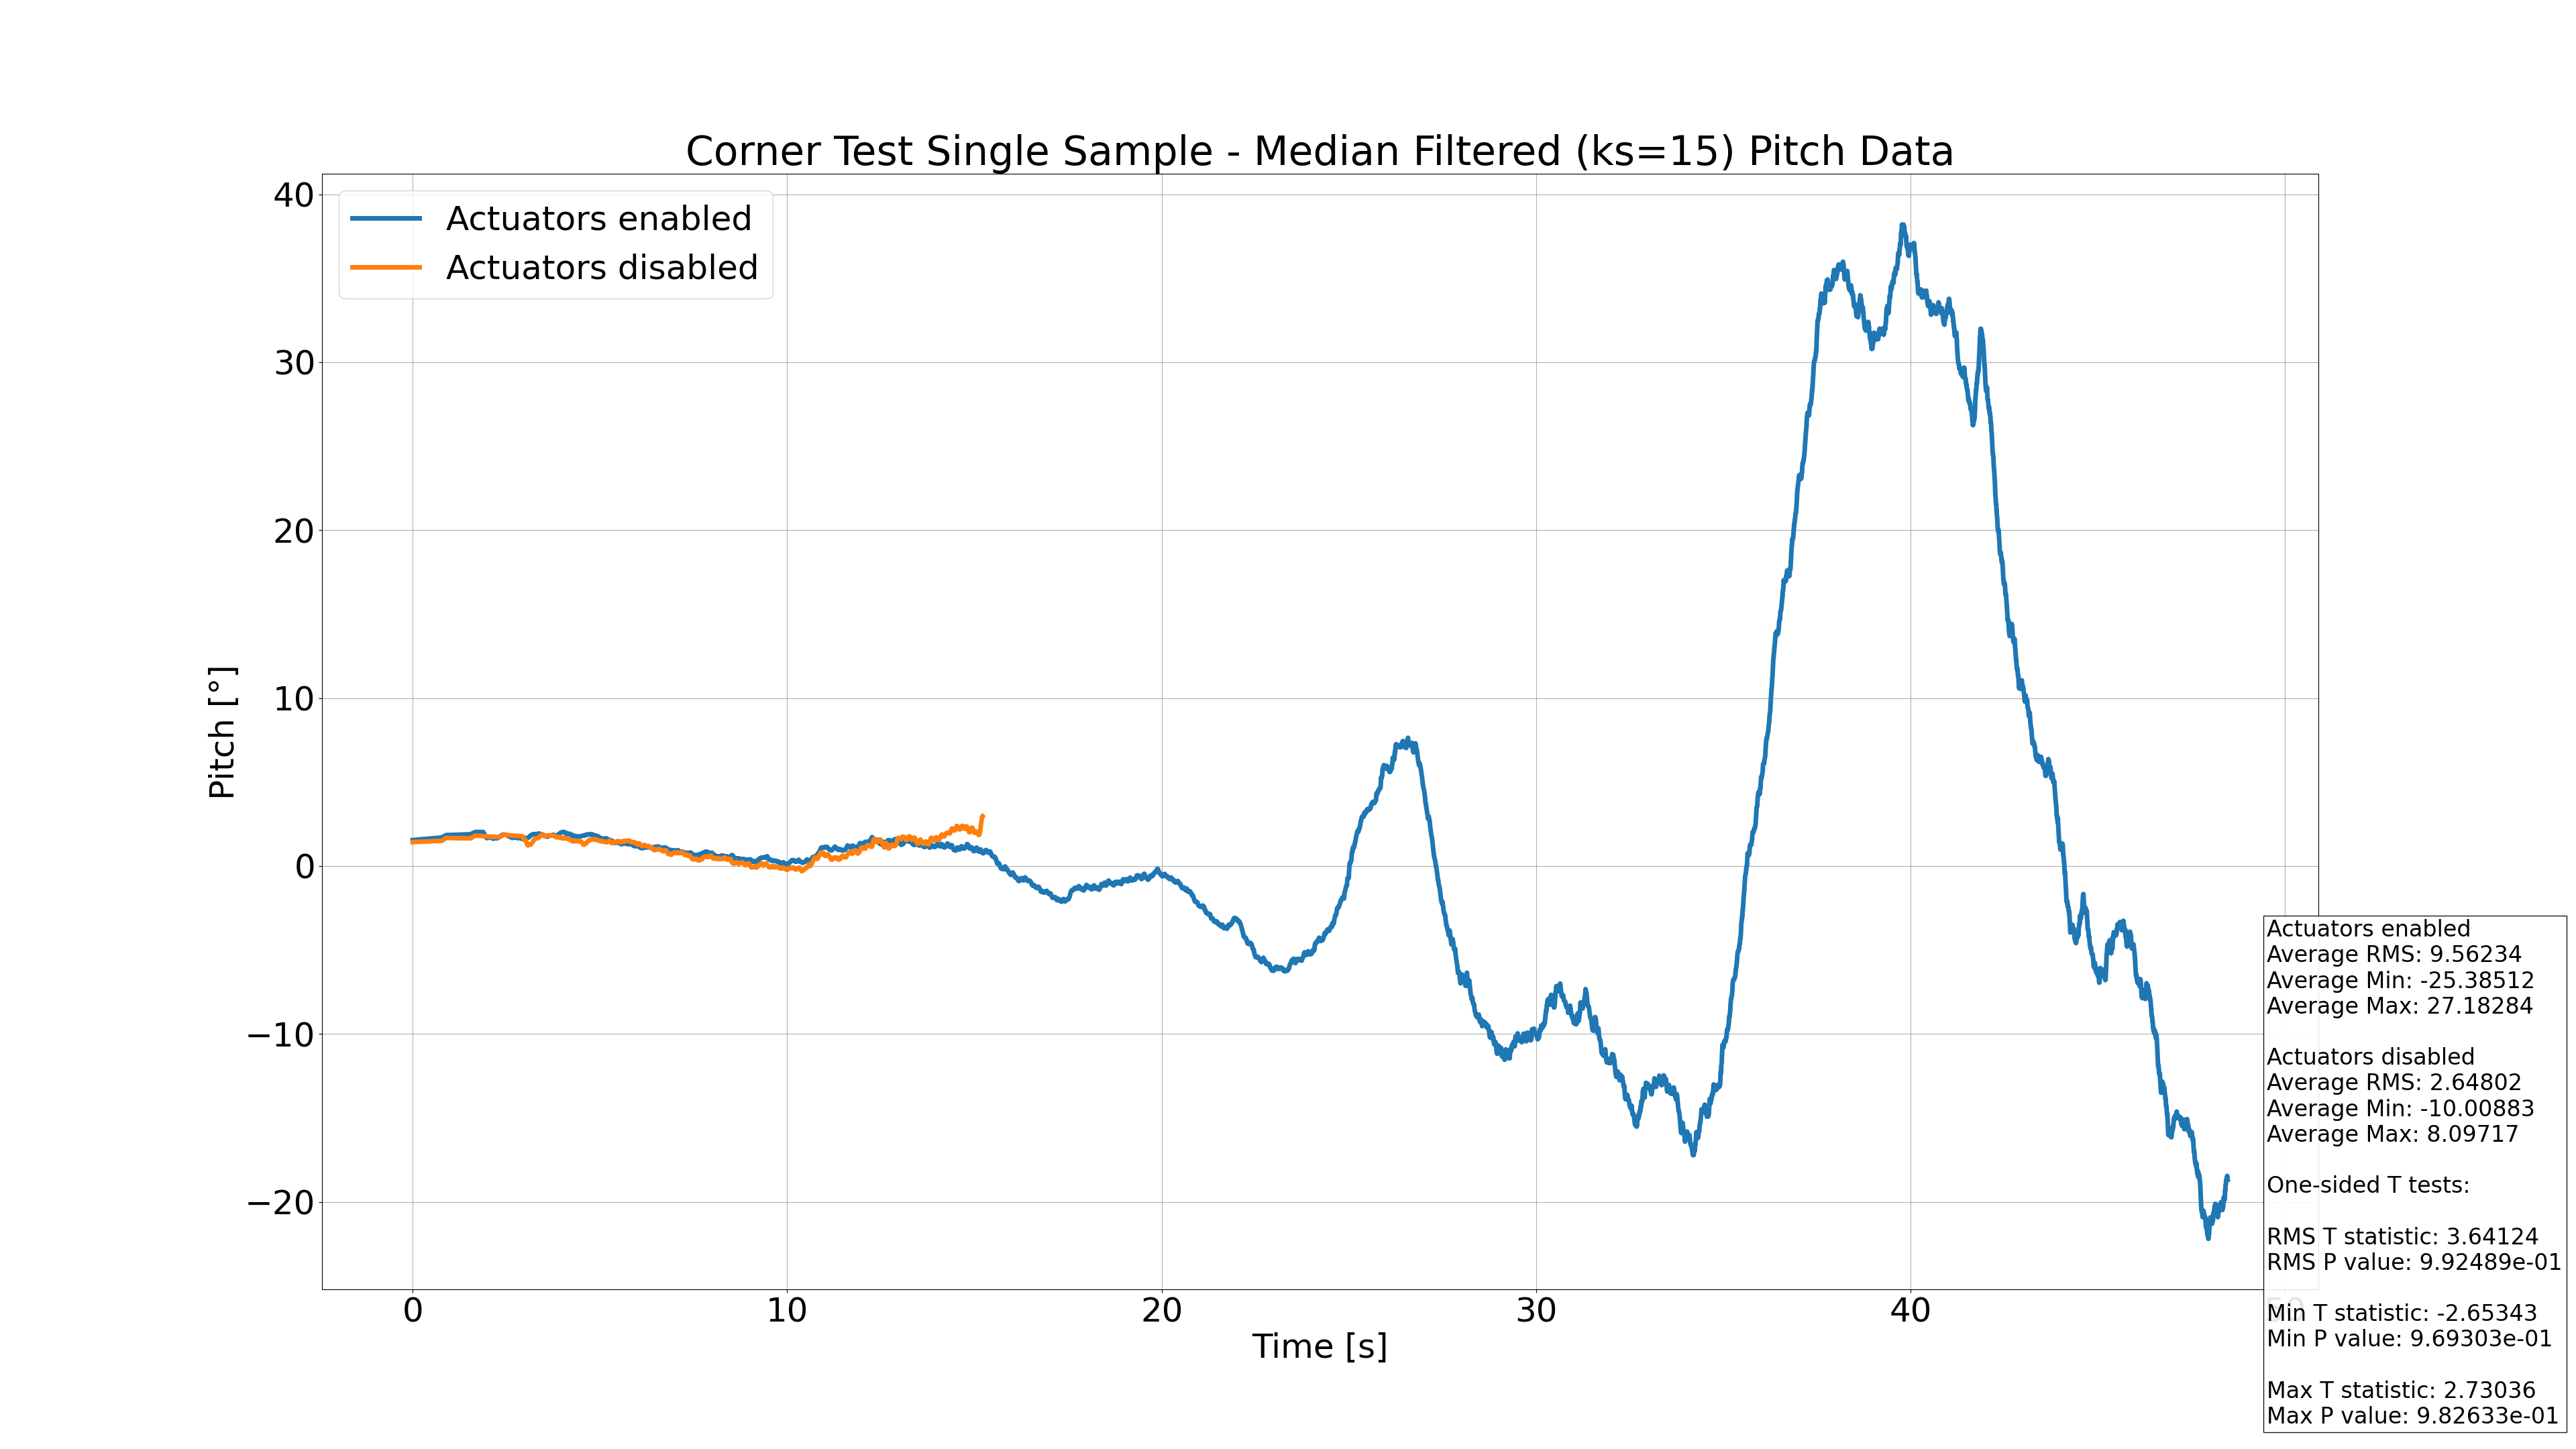 Corner Test Single Sample - Median Filtered (ks=15) Pitch Data
Actuators enabled
Actuators disabled
40
30
20
10
0
−10
−20
Pitch [°]
0
10
20
30
40
50
Time [s]
Actuators enabled
Average RMS: 9.56234
Average Min: -25.38512
Average Max: 27.18284
Actuators disabled
Average RMS: 2.64802
Average Min: -10.00883
Average Max: 8.09717
One-sided T tests:
RMS T statistic: 3.64124
RMS P value: 9.92489e-01
Min T statistic: -2.65343
Min P value: 9.69303e-01
Max T statistic: 2.73036
Max P value: 9.82633e-01